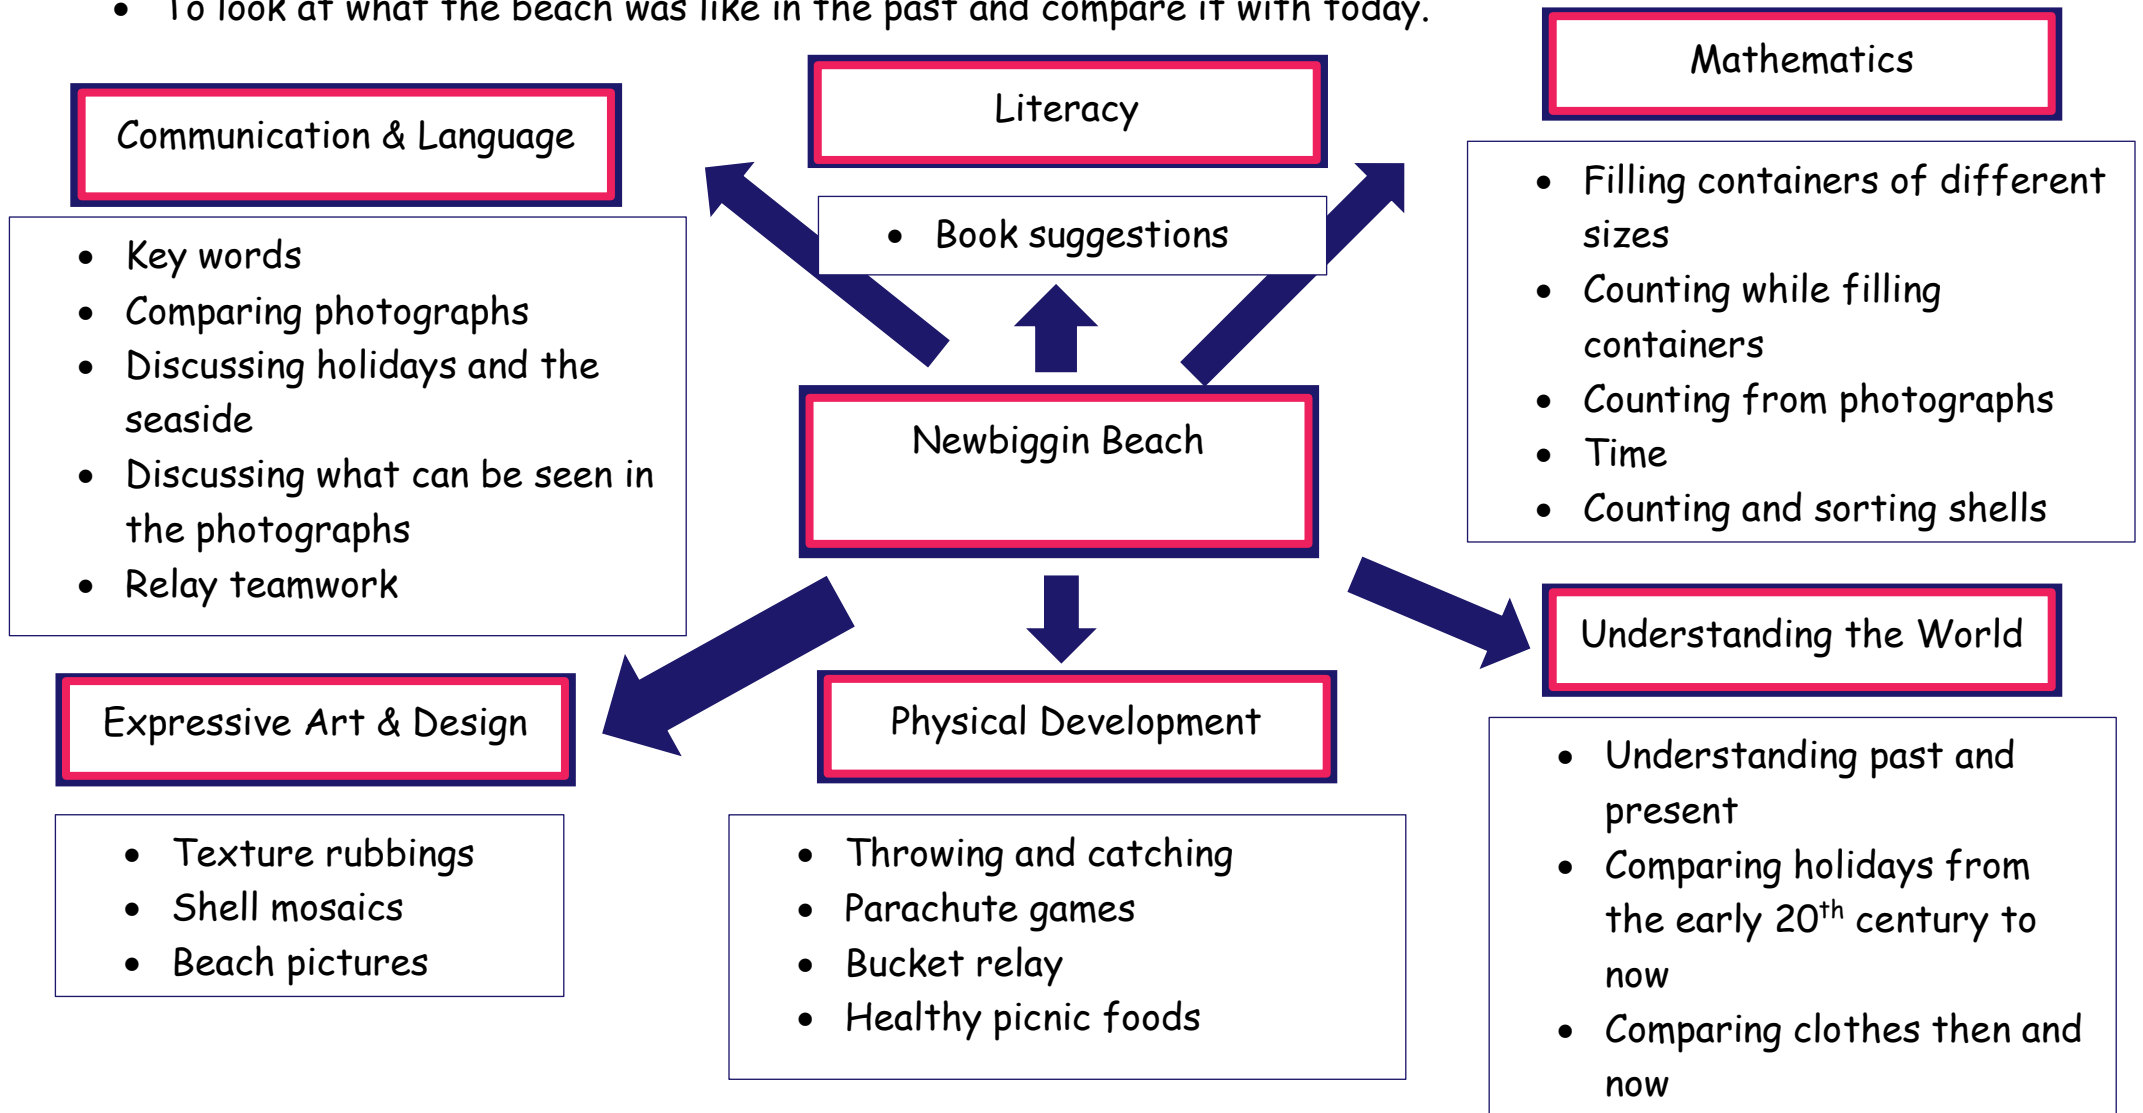 • To look at what the beach was like in the past and compare it with today.
Communication & Language
• Key words
• Comparing photographs
• Discussing holidays and the
seaside
• Discussing what can be seen in
the photographs
• Relay teamwork
Literacy
• Book suggestions
Mathematics
• Filling containers of different
sizes
• Counting while filling
containers
• Counting from photographs
• Time
• Counting and sorting shells
Newbiggin Beach
Expressive Art & Design
• Texture rubbings
• Shell mosaics
• Beach pictures
Physical Development
• Throwing and catching
• Parachute games
• Bucket relay
• Healthy picnic foods
Understanding the World
• Understanding past and
present
• Comparing holidays from
the early 20th century to
now
• Comparing clothes then and
now